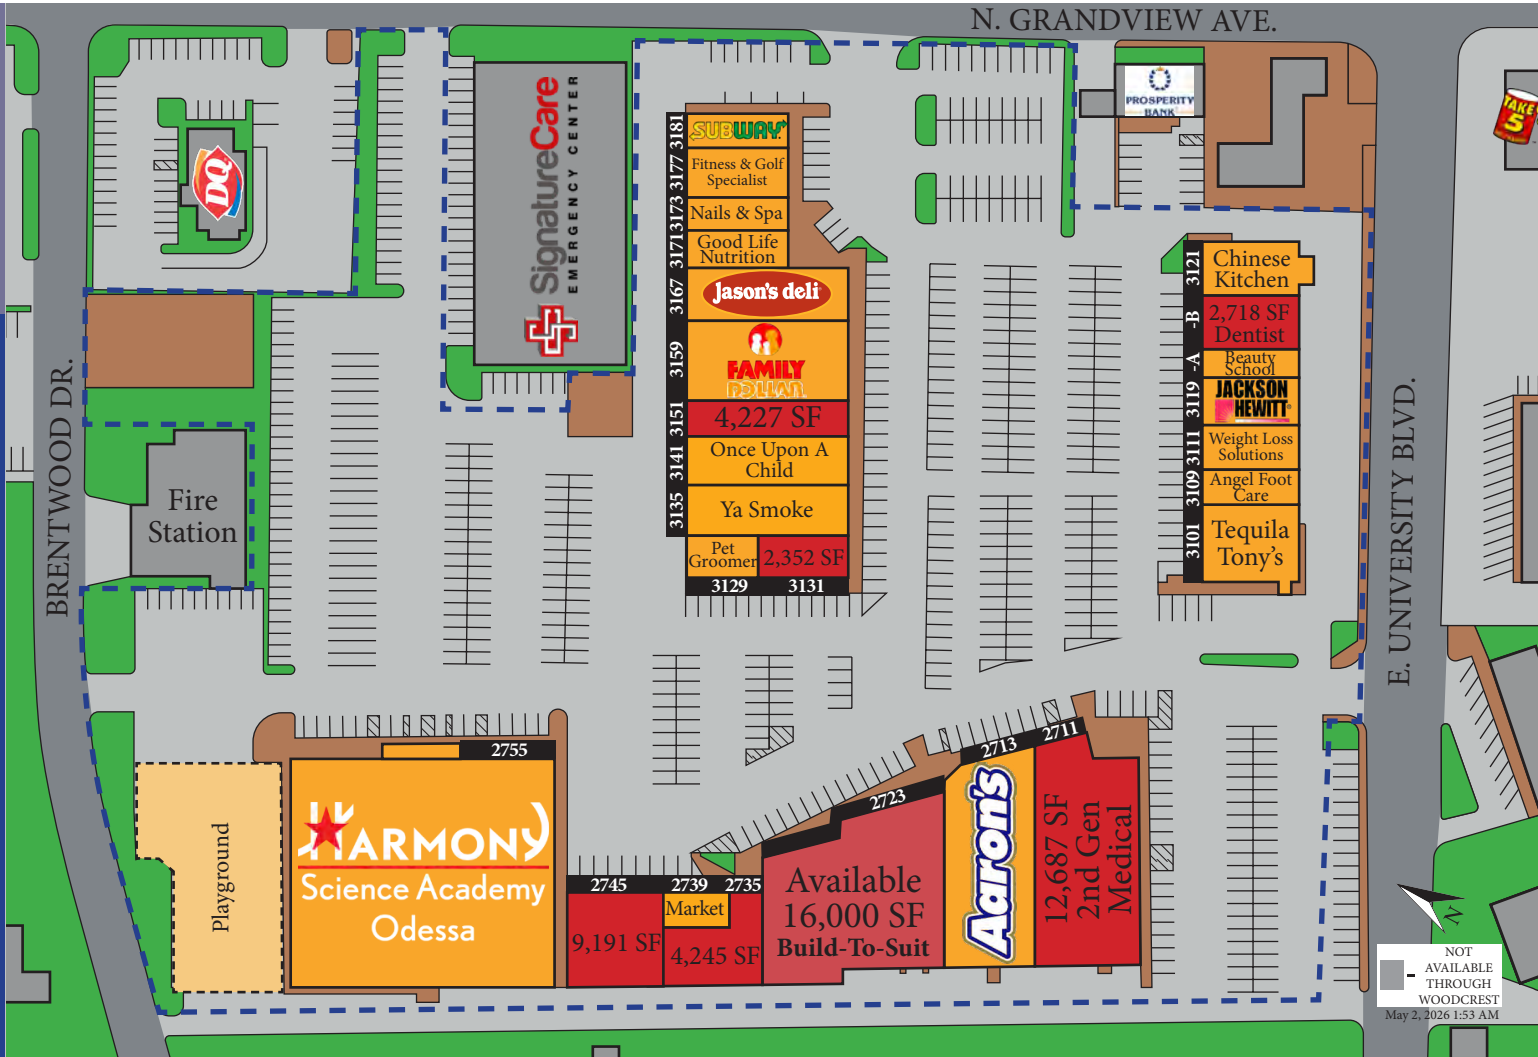 N. GRANDVIEW AVE.
BRENTWOOD DR.
E. UNIVERSITY BLVD.
DQ
SignatureCare
EMERGENCY CENTER
PROSPERITY
BANK
TAKE
5
3181
SUBWAY
3177
Fitness & Golf
Specialist
3173
Nails & Spa
3171
Good Life
Nutrition
3167
Jason's deli
3159
FAMILY
DOLLAR
3151
4,227 SF
3141
Once Upon A
Child
3135
Ya Smoke
Pet
Groomer
2,352 SF
3129
3131
3121
Chinese
Kitchen
-B
2,718 SF
Dentist
-A
Beauty
School
3119
JACKSON
HEWITT
3111
Weight Loss
Solutions
3109
Angel Foot
Care
3101
Tequila
Tony's
Fire
Station
Playground
2755
HARMONY
Science Academy
Odessa
2745
9,191 SF
2739
Market
2735
4,245 SF
2723
Available
16,000 SF
Build-To-Suit
2713
Aaron's
2711
12,687 SF
2nd Gen
Medical
N
NOT
AVAILABLE
THROUGH
WOODCREST
May 2, 2026 1:53 AM